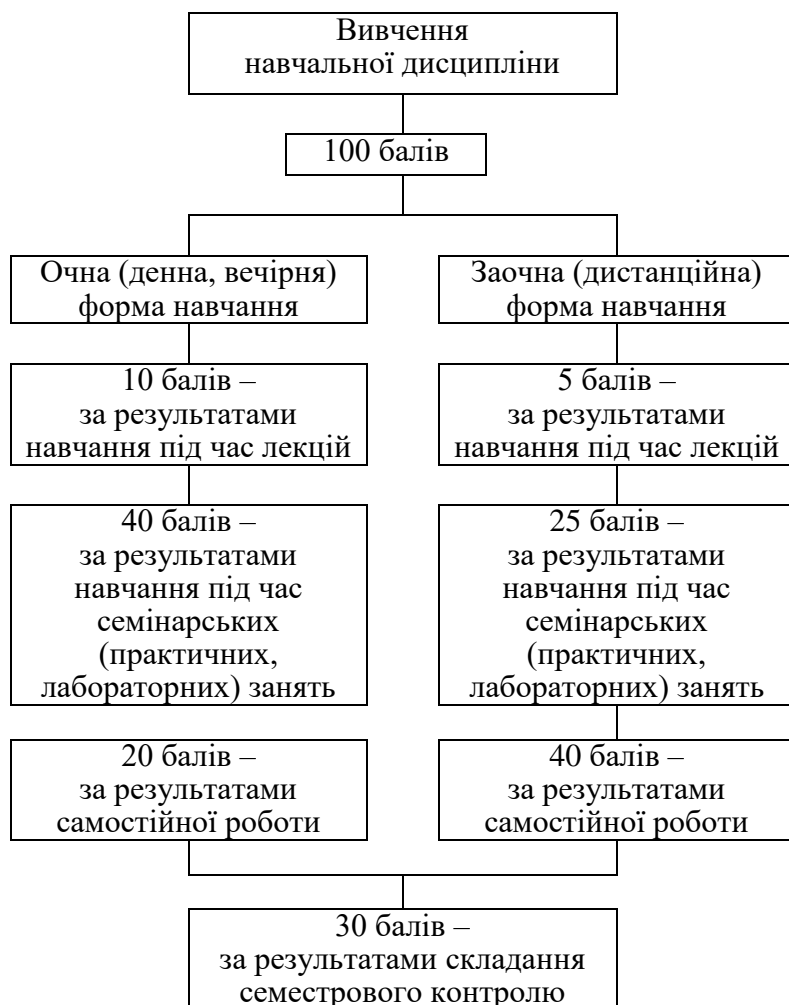 Вивчення
навчальної дисципліни
100 балів
Очна (денна, вечірня)
форма навчання
Заочна (дистанційна)
форма навчання
10 балів –
за результатами
навчання під час лекцій
5 балів –
за результатами
навчання під час лекцій
40 балів –
за результатами
навчання під час
семінарських
(практичних,
лабораторних) занять
25 балів –
за результатами
навчання під час
семінарських
(практичних,
лабораторних) занять
20 балів –
за результатами
самостійної роботи
40 балів –
за результатами
самостійної роботи
30 балів –
за результатами складання
семестрового контролю